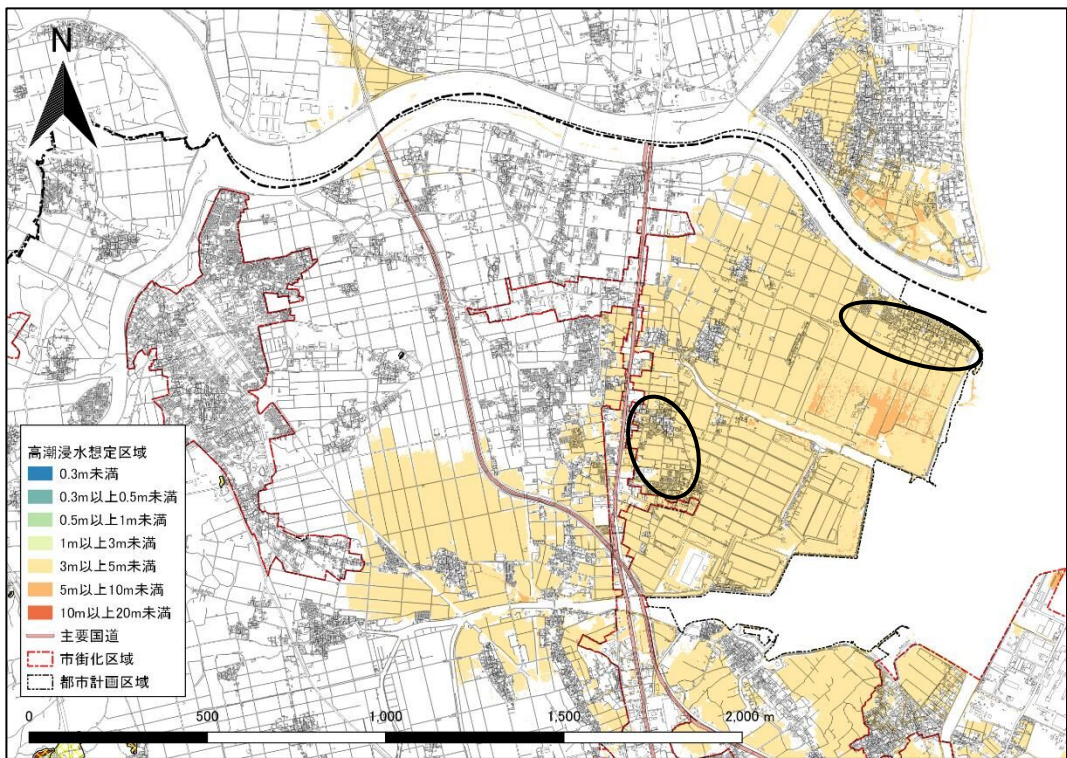 N
高潮浸水想定区域
0.3m未満
0.3m以上0.5m未満
0.5m以上1m未満
1m以上3m未満
3m以上5m未満
5m以上10m未満
10m以上20m未満
主要国道
市街化区域
都市計画区域
0 500 1,000 1,500 2,000 m